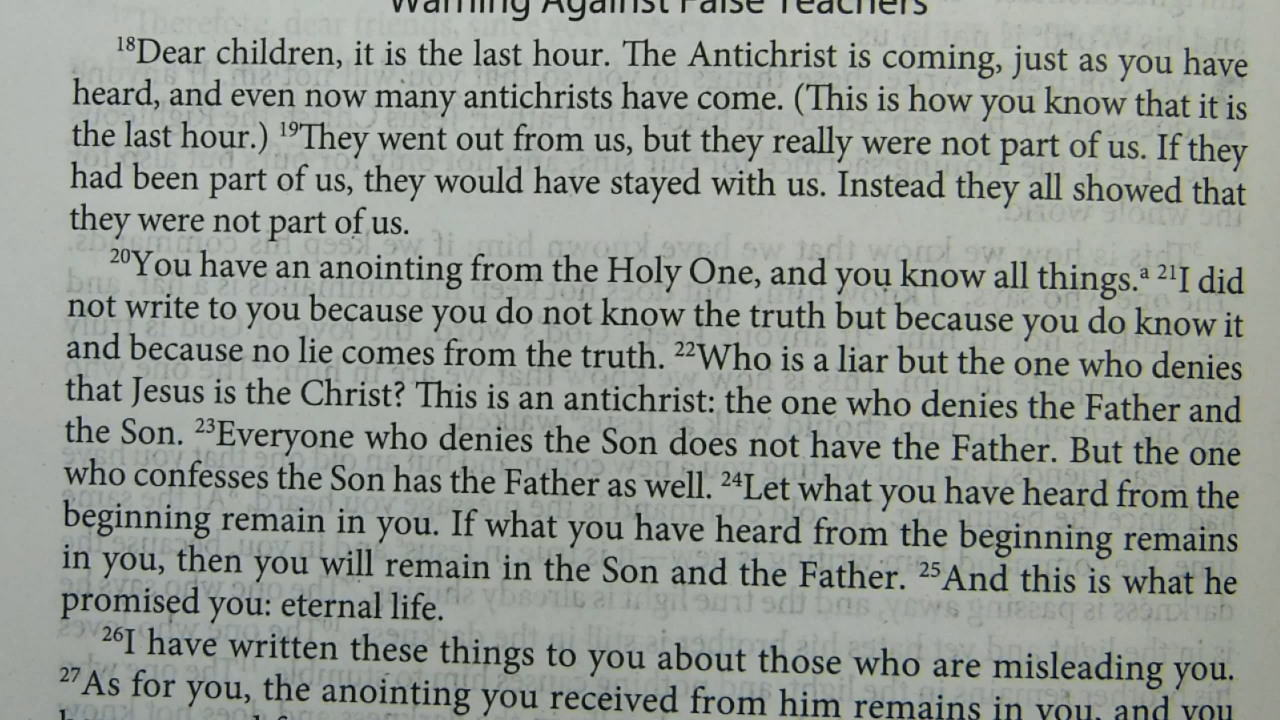 Warning Against False Teachers
¹⁸Dear children, it is the last hour. The Antichrist is coming, just as you have
heard, and even now many antichrists have come. (This is how you know that it is
the last hour.) ¹⁹They went out from us, but they really were not part of us. If they
had been part of us, they would have stayed with us. Instead they all showed that
they were not part of us.
²⁰You have an anointing from the Holy One, and you know all things.ᵃ ²¹I did
not write to you because you do not know the truth but because you do know it
and because no lie comes from the truth. ²²Who is a liar but the one who denies
that Jesus is the Christ? This is an antichrist: the one who denies the Father and
the Son. ²³Everyone who denies the Son does not have the Father. But the one
who confesses the Son has the Father as well. ²⁴Let what you have heard from the
beginning remain in you. If what you have heard from the beginning remains
in you, then you will remain in the Son and the Father. ²⁵And this is what he
promised you: eternal life.
²⁶I have written these things to you about those who are misleading you.
²⁷As for you, the anointing you received from him remains in you, and you